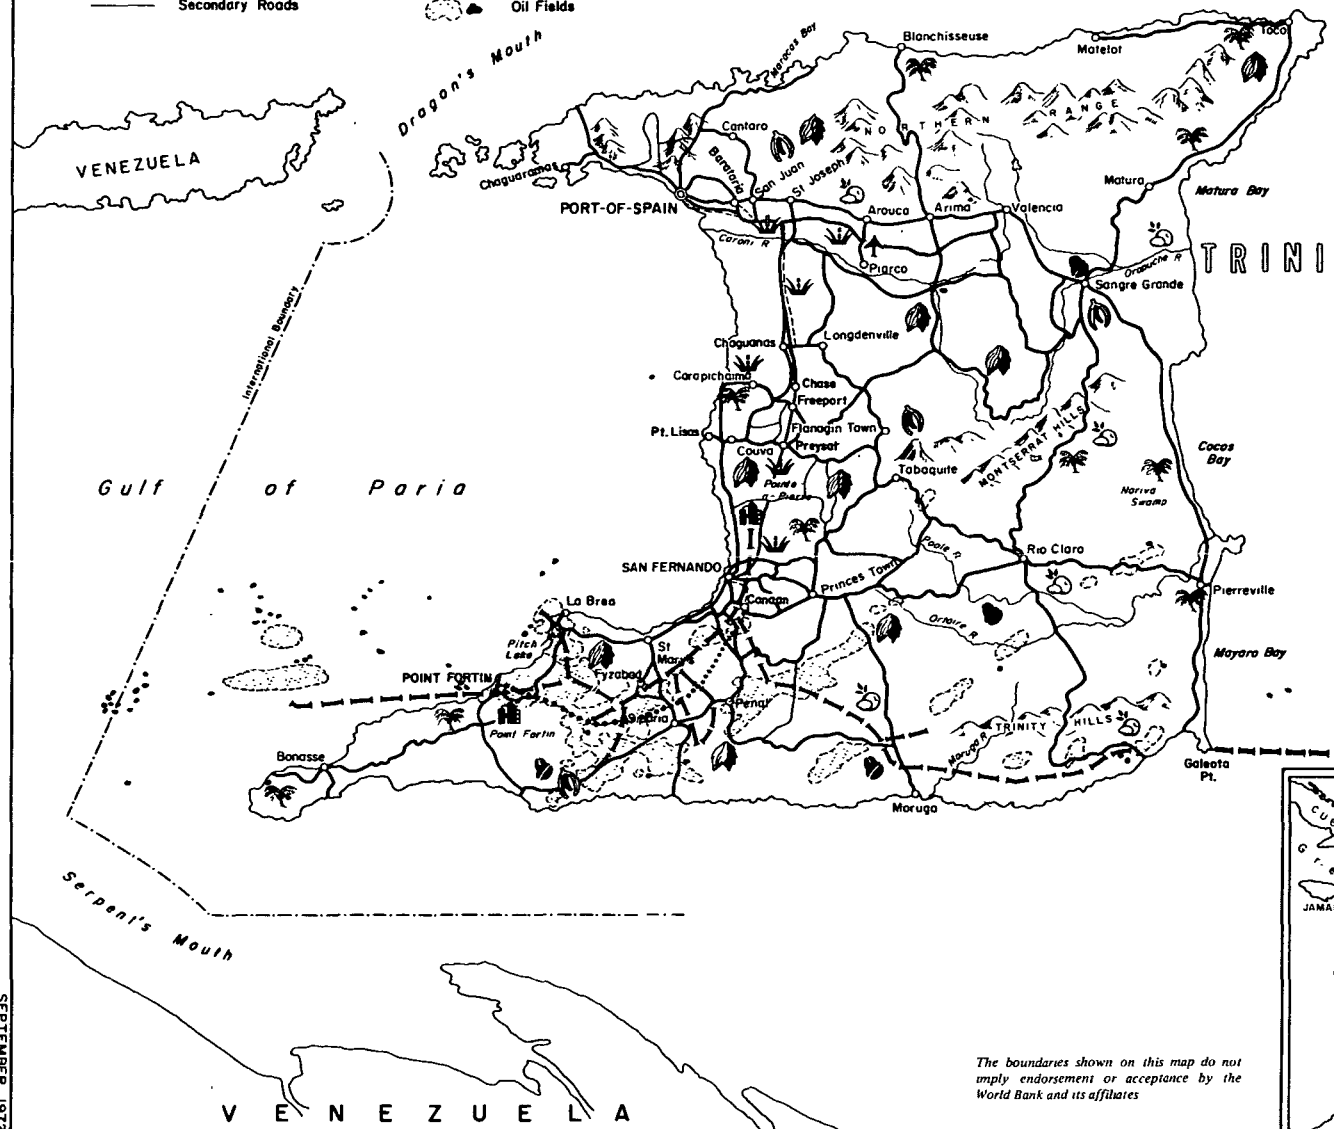 Secondary Roads
Oil Fields
Dragon's Mouth
Maracas Bay
Blanchisseuse
Matelot
Toco
VENEZUELA
Chaguaramas
Cantaro
Barataria
San Juan
St Joseph
NORTHERN RANGE
PORT-OF-SPAIN
Caroni R
Arouca
Arima
Valencia
Matura
Matura Bay
Piarco
Oropuche R
Sangre Grande
TRINI
International Boundary
Chaguanas
Longdenville
Carapichaima
Chase
Freeport
Pt. Lisas
Flanagin Town
Preysal
Couva
Tabaquite
MONTSERRAT HILLS
Cocos
Bay
Nariva
Swamp
Gulf of Paria
Pointe
a-Pierre
Poole R
Rio Claro
SAN FERNANDO
Princes Town
Canaan
Pierreville
La Brea
Ortoire R
Pitch
Lake
St
Mary's
Mayaro Bay
POINT FORTIN
Fyzabad
Siparia
Penal
Point Fortin
TRINITY HILLS
Moruga R
Bonasse
Galeota
Pt.
Moruga
CU
G r e
JAMA
Serpent's Mouth
SEPTEMBER 197
The boundaries shown on this map do not
imply endorsement or acceptance by the
World Bank and its affiliates
VENEZUELA